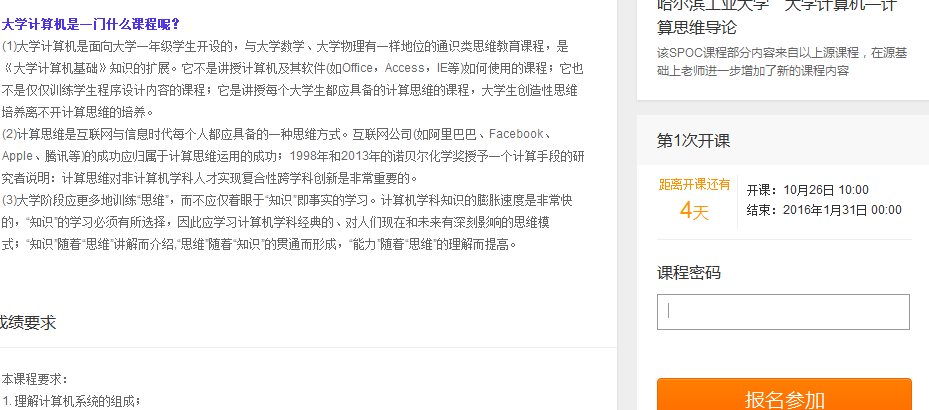 大学计算机是一门什么课程呢？
(1)大学计算机是面向大学一年级学生开设的，与大学数学、大学物理有一样地位的通识类思维教育课程，是
《大学计算机基础》知识的扩展。它不是讲授计算机及其软件(如Office，Access，IE等)如何使用的课程；它也
不是仅仅训练学生程序设计内容的课程；它是讲授每个大学生都应具备的计算思维的课程，大学生创造性思维
培养离不开计算思维的培养。
(2)计算思维是互联网与信息时代每个人都应具备的一种思维方式。互联网公司(如阿里巴巴、Facebook、
Apple、腾讯等)的成功应归属于计算思维运用的成功；1998年和2013年的诺贝尔化学奖授予一个计算手段的研
究者说明：计算思维对非计算机学科人才实现复合性跨学科创新是非常重要的。
(3)大学阶段应更多地训练“思维”，而不应仅着眼于“知识”即事实的学习。计算机学科知识的膨胀速度是非常快
的，“知识”的学习必须有所选择，因此应学习计算机学科经典的、对人们现在和未来有深刻影响的思维模
式；“知识”随着“思维”讲解而介绍,“思维”随着“知识”的贯通而形成，“能力”随着“思维”的理解而提高。
成绩要求
本课程要求：
1. 理解计算机系统的组成；
哈尔滨工业大学 大学计算机—计
算思维导论
该SPOC课程部分内容来自以上源课程，在源基
础上老师进一步增加了新的课程内容
第1次开课
距离开课还有
4天
开课：10月26日 10:00
结束：2016年1月31日 00:00
课程密码
报名参加